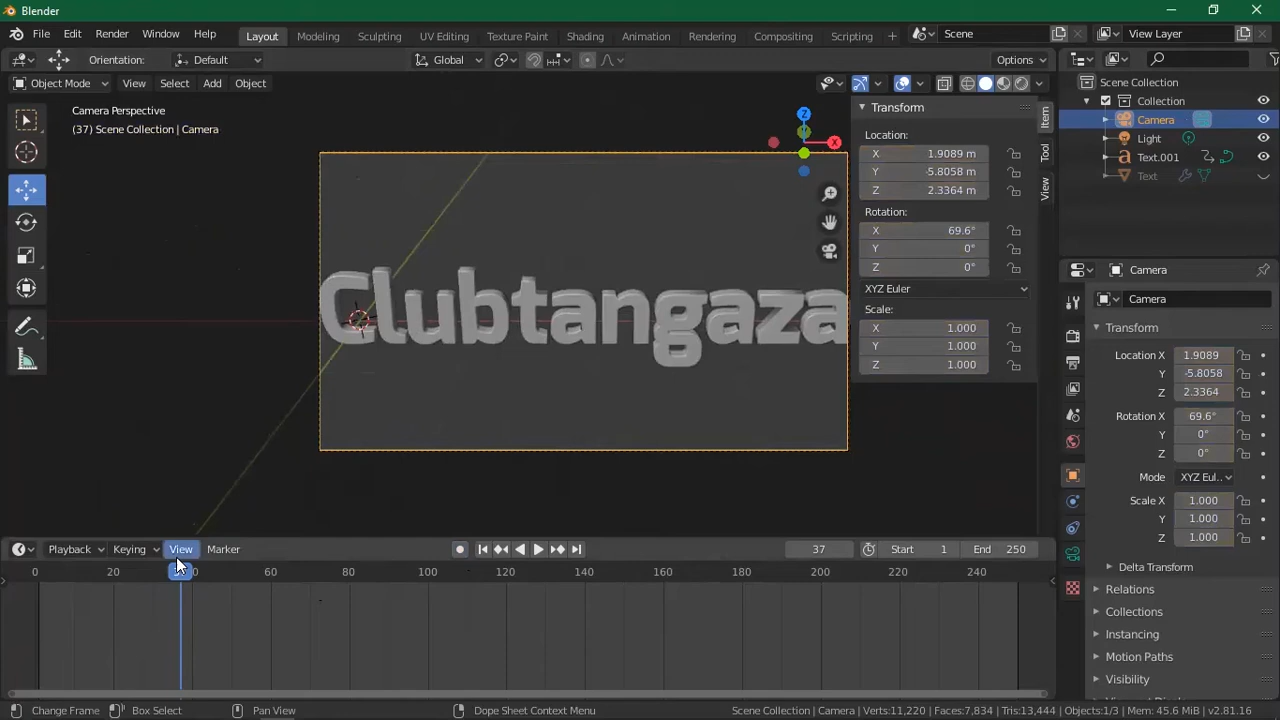 Blender
File Edit Render Window Help Layout Modeling Sculpting UV Editing Texture Paint Shading Animation Rendering Compositing Scripting + Scene View Layer
Orientation: Default Global Options
Object Mode View Select Add Object
Camera Perspective
(37) Scene Collection | Camera
Clubtangaza
Z
X
Transform
Location:
X 1.9089 m
Y -5.8058 m
Z 2.3364 m
Rotation:
X 69.6°
Y 0°
Z 0°
XYZ Euler
Scale:
X 1.000
Y 1.000
Z 1.000
Item
Tool
View
Scene Collection
Collection
Camera
Light
Text.001
Text
Camera
Camera
Transform
Location X 1.9089
Y -5.8058
Z 2.3364
Rotation X 69.6°
Y 0°
Z 0°
Mode XYZ Eul..
Scale X 1.000
Y 1.000
Z 1.000
Delta Transform
Relations
Collections
Instancing
Motion Paths
Visibility
Playback Keying View Marker 37 Start 1 End 250
0 20 60 80 100 120 140 160 180 200 220 240
Change Frame Box Select Pan View Dope Sheet Context Menu Scene Collection | Camera | Verts:11,220 | Faces:7,834 | Tris:13,444 | Objects:1/3 | Mem: 45.6 MiB | v2.81.16